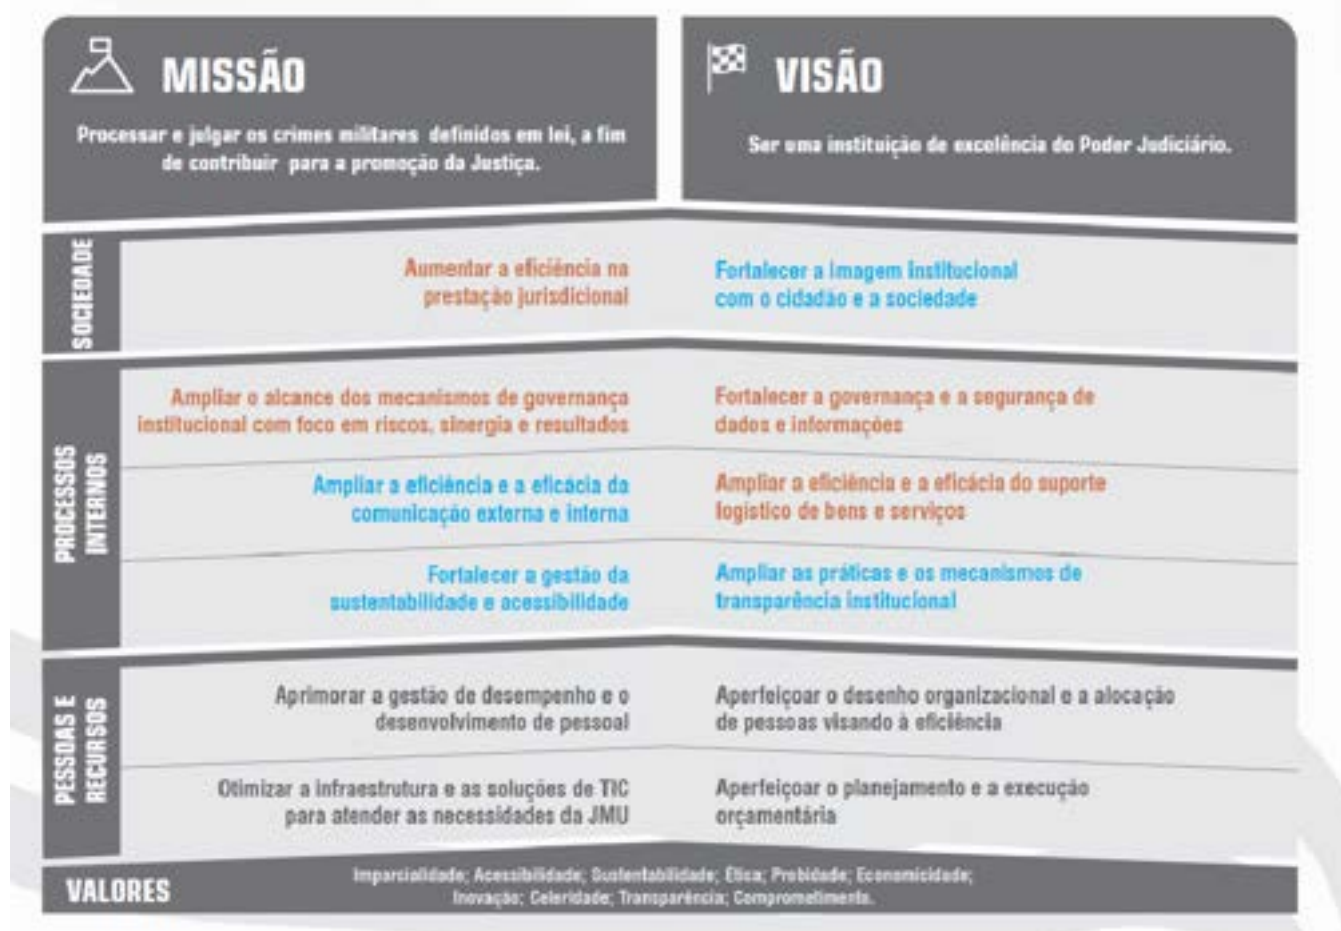 MISSÃO
Processar e julgar os crimes militares definidos em lei, a fim
de contribuir para a promoção da Justiça.
VISÃO
Ser uma instituição de excelência do Poder Judiciário.
SOCIEDADE
Aumentar a eficiência na
prestação jurisdicional
Fortalecer a Imagem Institucional
com o cidadão e a sociedade
PROCESSOS
INTERNOS
Ampliar o alcance dos mecanismos de governança
institucional com foco em riscos, sinergia e resultados
Fortalecer a governança e a segurança de
dados e informações
Ampliar a eficiência e a eficácia da
comunicação externa e interna
Ampliar a eficiência e a eficácia do suporte
logístico de bens e serviços
Fortalecer a gestão da
sustentabilidade e acessibilidade
Ampliar as práticas e os mecanismos de
transparência institucional
PESSOAS E
RECURSOS
Aprimorar a gestão de desempenho e o
desenvolvimento de pessoal
Aperfeiçoar o desenho organizacional e a alocação
de pessoas visando à eficiência
Otimizar a infraestrutura e as soluções de TIC
para atender as necessidades da JMU
Aperfeiçoar o planejamento e a execução
orçamentária
VALORES
Imparcialidade; Acessibilidade; Sustentabilidade; Ética; Probidade; Economicidade;
Inovação; Celeridade; Transparência; Comprometimento.